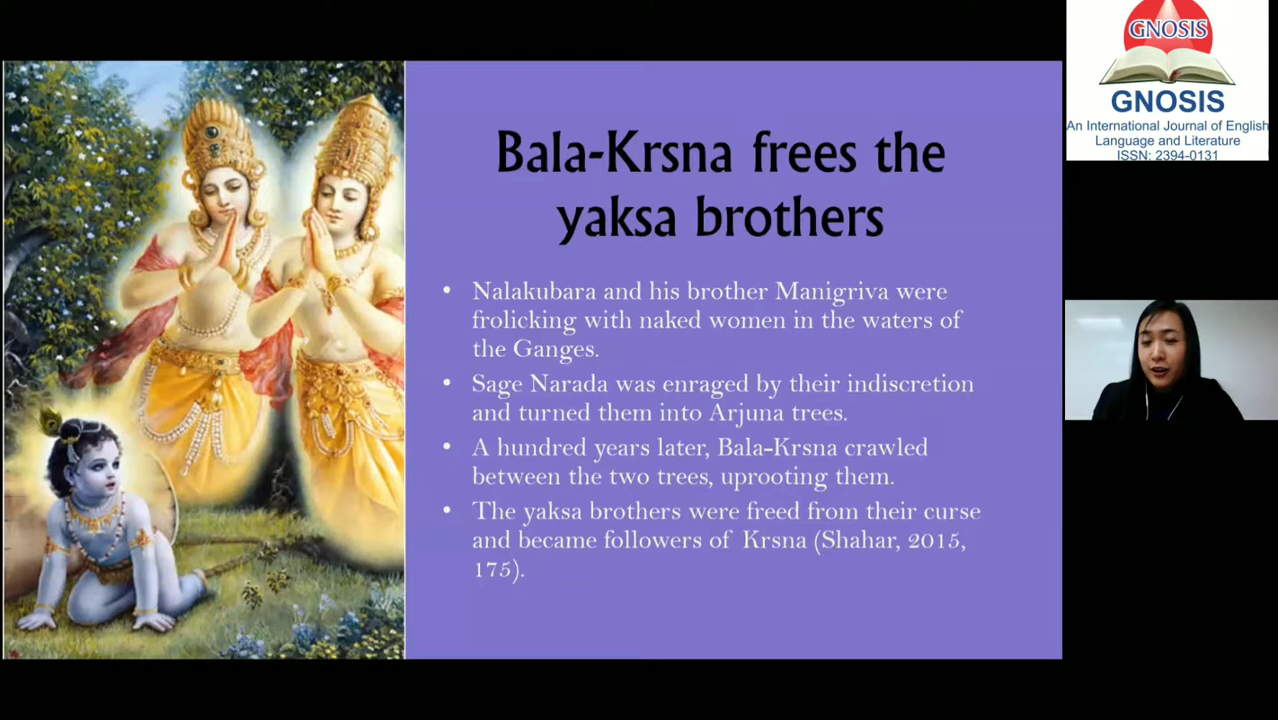 Bala-Krsna frees the
yaksa brothers
• Nalakubara and his brother Manigriva were
frolicking with naked women in the waters of
the Ganges.
• Sage Narada was enraged by their indiscretion
and turned them into Arjuna trees.
• A hundred years later, Bala-Krsna crawled
between the two trees, uprooting them.
• The yaksa brothers were freed from their curse
and became followers of Krsna (Shahar, 2015,
175).
GNOSIS
GNOSIS
An International Journal of English
Language and Literature
ISSN: 2394-0131